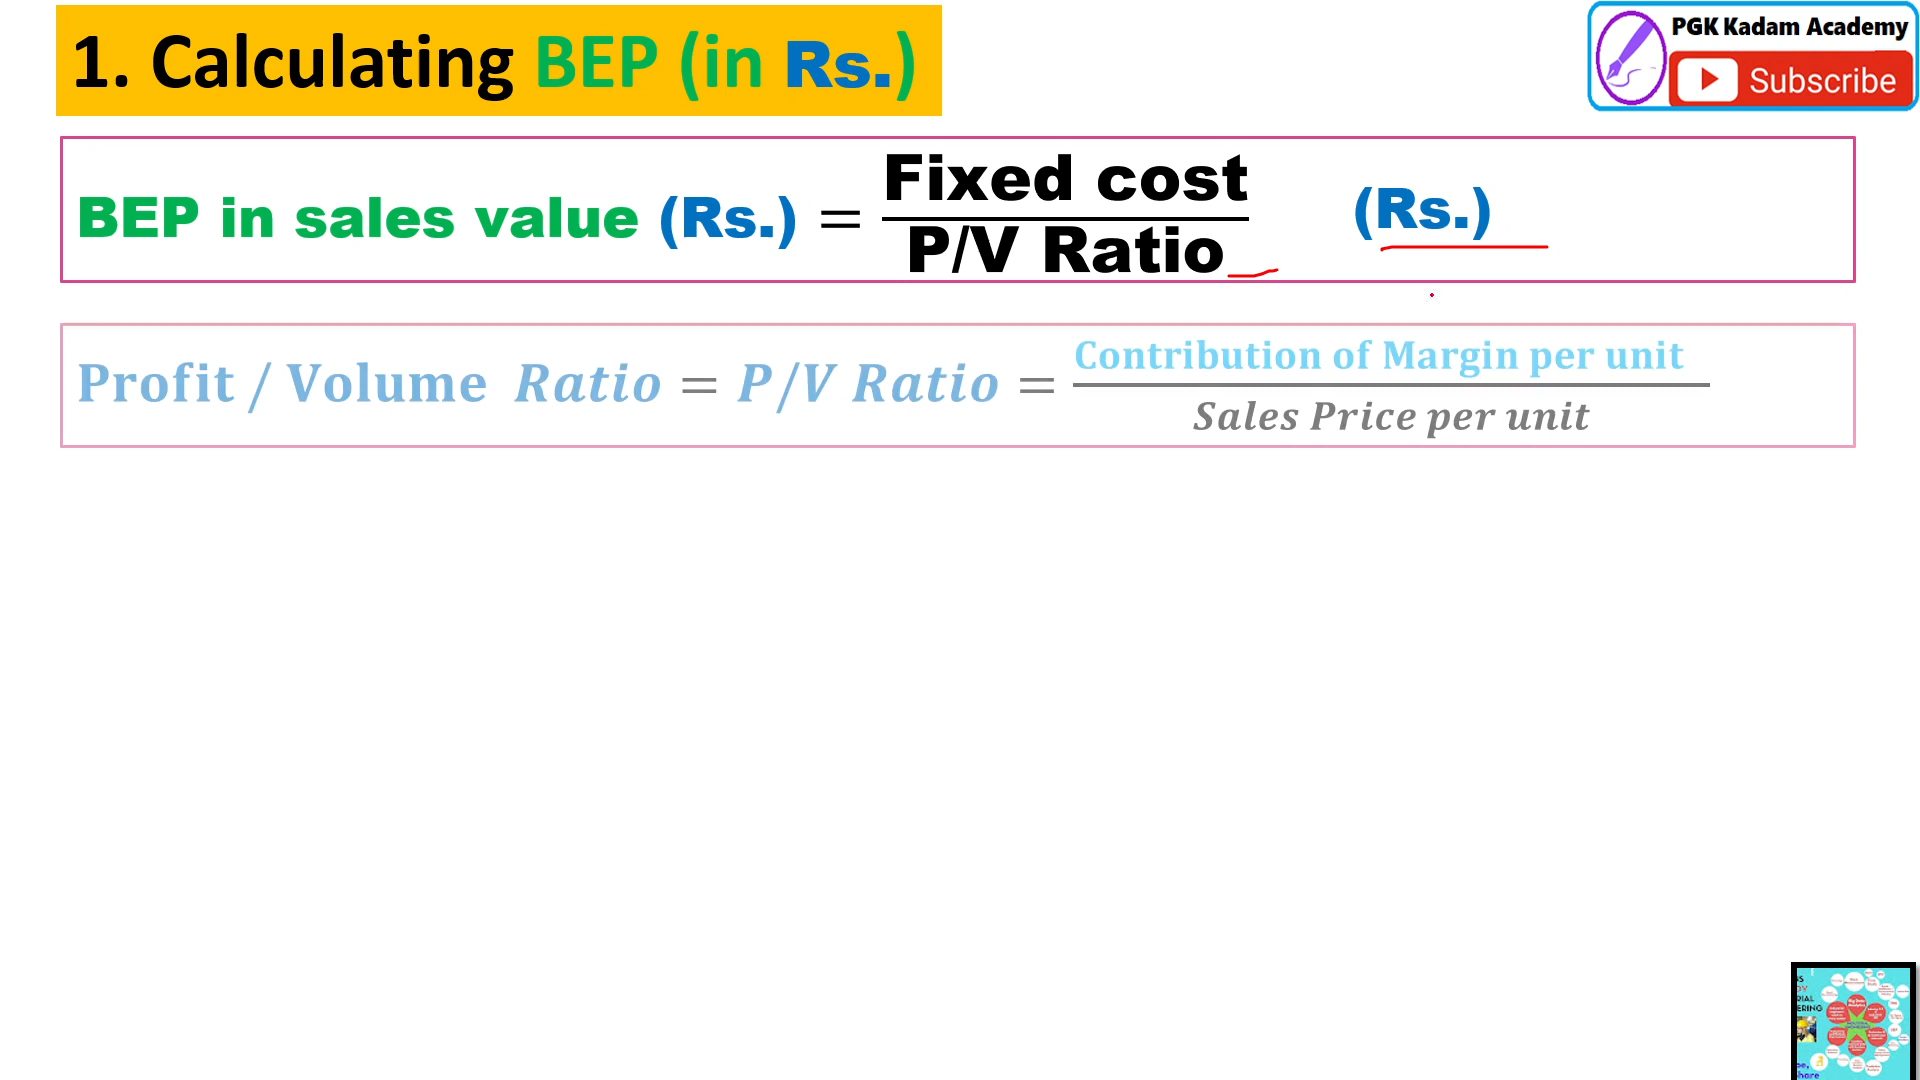 1. Calculating BEP (in Rs.)
PGK Kadam Academy
Subscribe
BEP in sales value (Rs.) = Fixed cost / P/V Ratio (Rs.)
Profit / Volume Ratio = P/V Ratio = Contribution of Margin per unit / Sales Price per unit